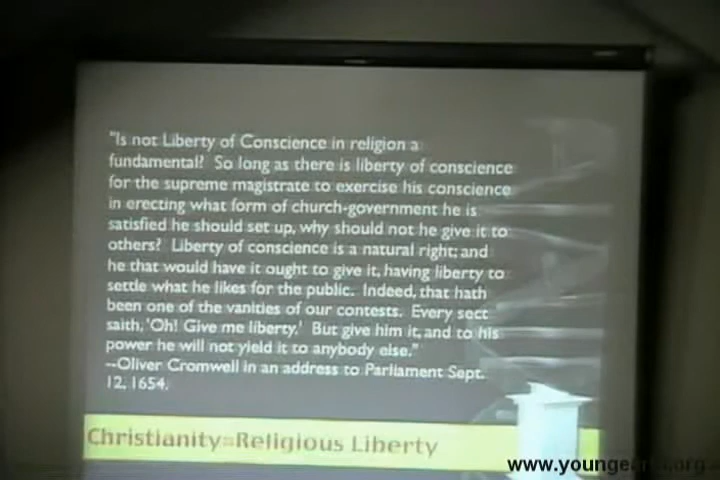 "Is not Liberty of Conscience in religion a
fundamental? So long as there is liberty of conscience
for the supreme magistrate to exercise his conscience
in erecting what form of church-government he is
satisfied he should set up, why should not he give it to
others? Liberty of conscience is a natural right; and
he that would have it ought to give it, having liberty to
settle what he likes for the public. Indeed, that hath
been one of the vanities of our contests. Every sect
saith, 'Oh! Give me liberty.' But give him it, and to his
power he will not yield it to anybody else."
--Oliver Cromwell in an address to Parliament Sept.
12, 1654.
Christianity=Religious Liberty